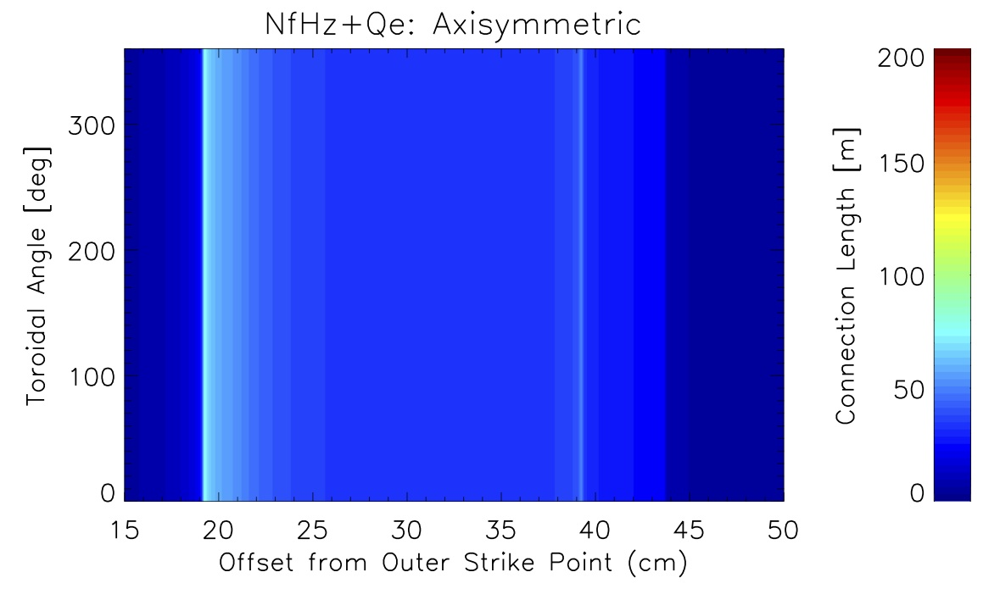 NfHz+Qe: Axisymmetric
Toroidal Angle [deg]
300
200
100
0
15 20 25 30 35 40 45 50
Offset from Outer Strike Point (cm)
Connection Length [m]
200
150
100
50
0